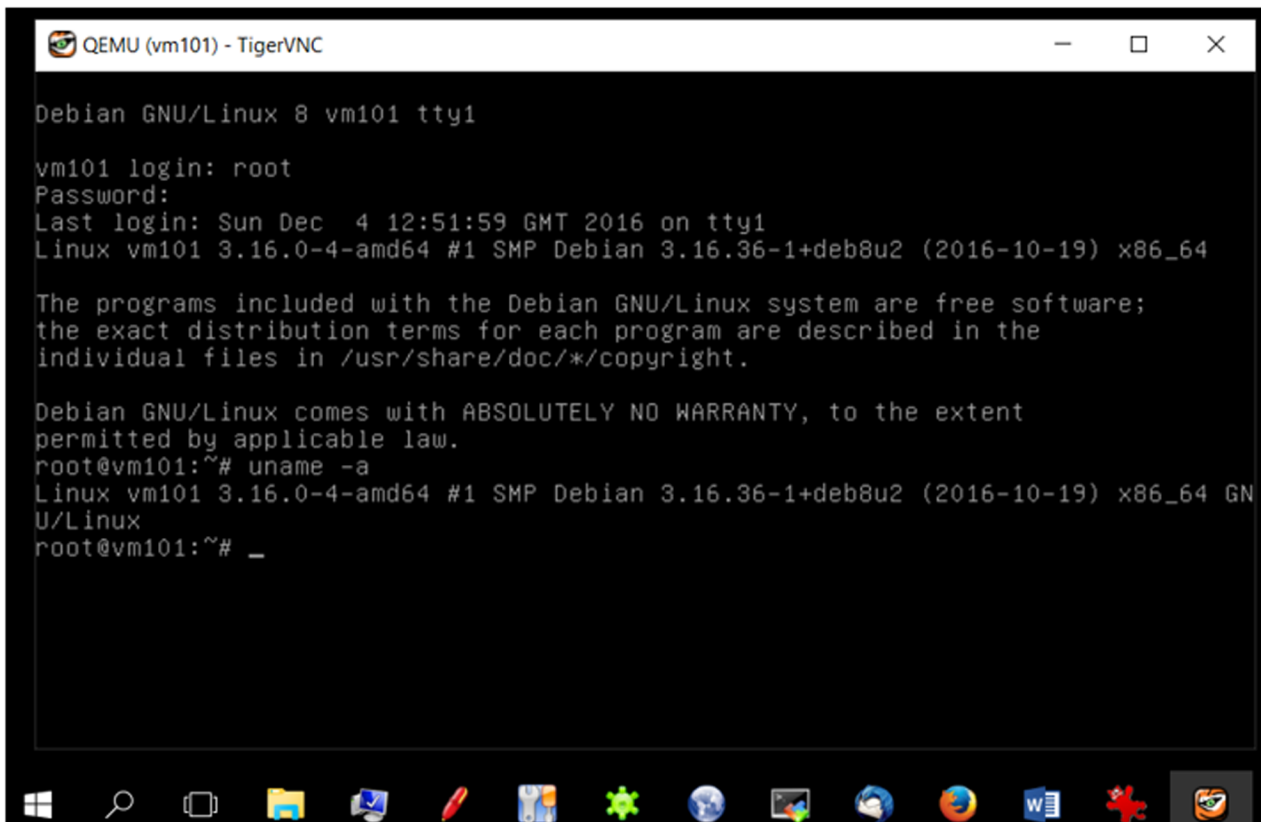 QEMU (vm101) - TigerVNC
Debian GNU/Linux 8 vm101 tty1
vm101 login: root
Password:
Last login: Sun Dec  4 12:51:59 GMT 2016 on tty1
Linux vm101 3.16.0-4-amd64 #1 SMP Debian 3.16.36-1+deb8u2 (2016-10-19) x86_64
The programs included with the Debian GNU/Linux system are free software;
the exact distribution terms for each program are described in the
individual files in /usr/share/doc/*/copyright.
Debian GNU/Linux comes with ABSOLUTELY NO WARRANTY, to the extent
permitted by applicable law.
root@vm101:~# uname -a
Linux vm101 3.16.0-4-amd64 #1 SMP Debian 3.16.36-1+deb8u2 (2016-10-19) x86_64 GN
U/Linux
root@vm101:~# _